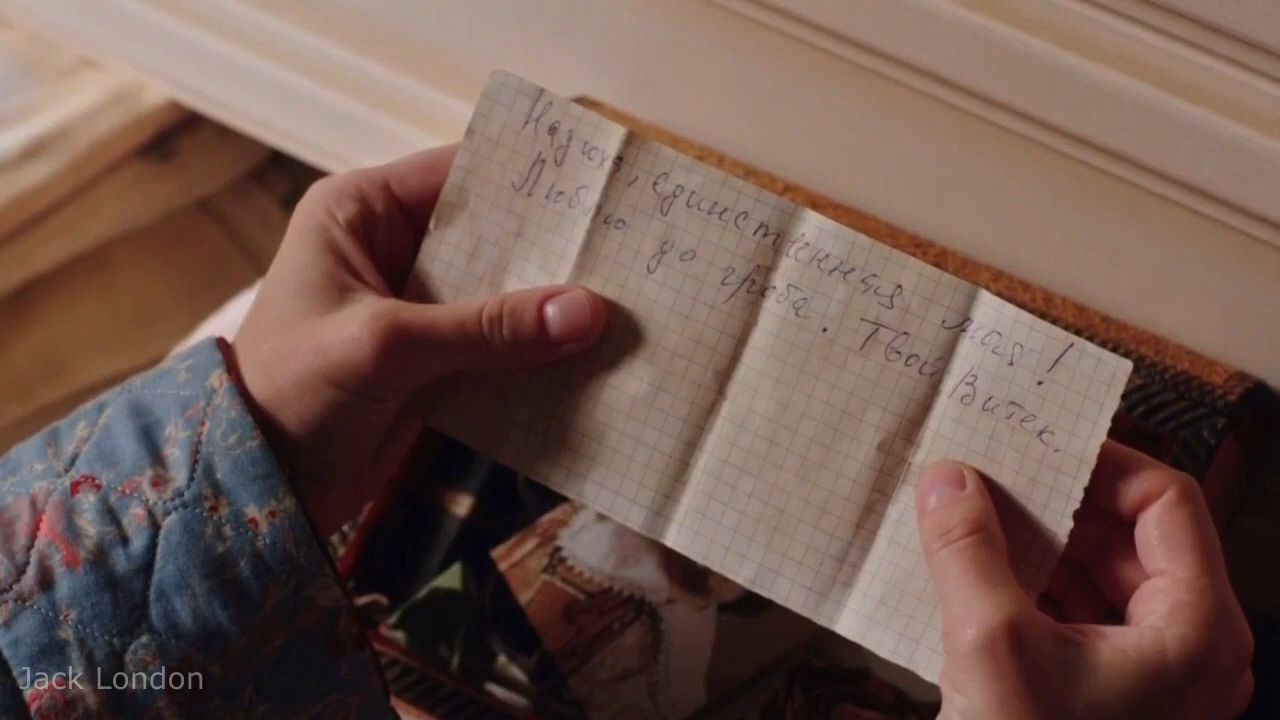 Надюха, единственная моя!
Люблю до гроба. Твой Витек.
Jack London